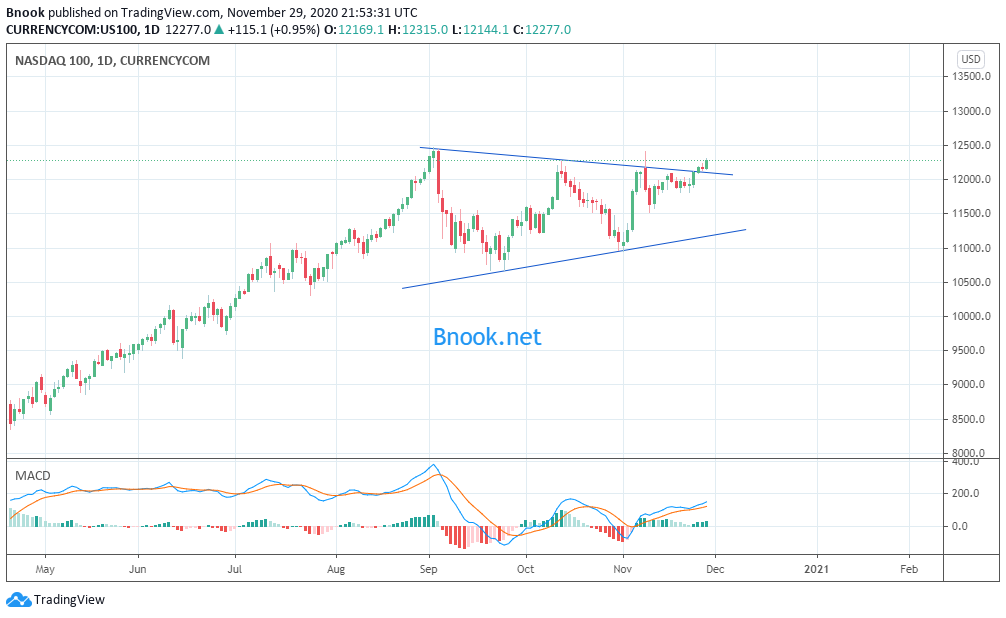 Bnook published on TradingView.com, November 29, 2020 21:53:31 UTC
CURRENCYCOM:US100, 1D 12277.0 ▲ +115.1 (+0.95%) O:12169.1 H:12315.0 L:12144.1 C:12277.0
NASDAQ 100, 1D, CURRENCYCOM
USD
13500.0
13000.0
12500.0
12000.0
11500.0
11000.0
10500.0
10000.0
9500.0
9000.0
8500.0
8000.0
Bnook.net
MACD
400.0
200.0
0.0
May Jun Jul Aug Sep Oct Nov Dec 2021 Feb
TradingView